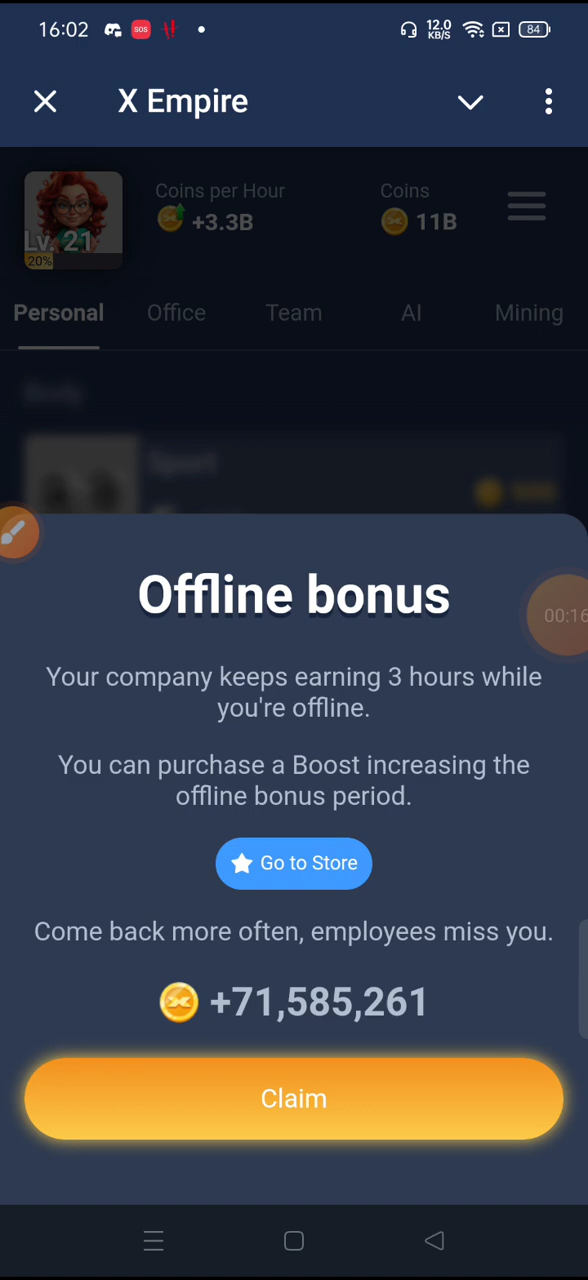 16:02
SOS
12.0
KB/S
84
X Empire
Coins per Hour
Coins
+3.3B
11B
Lv. 21
20%
Personal
Office
Team
AI
Mining
Body
Sport
Offline bonus
00:16
Your company keeps earning 3 hours while
you're offline.
You can purchase a Boost increasing the
offline bonus period.
Go to Store
Come back more often, employees miss you.
+71,585,261
Claim